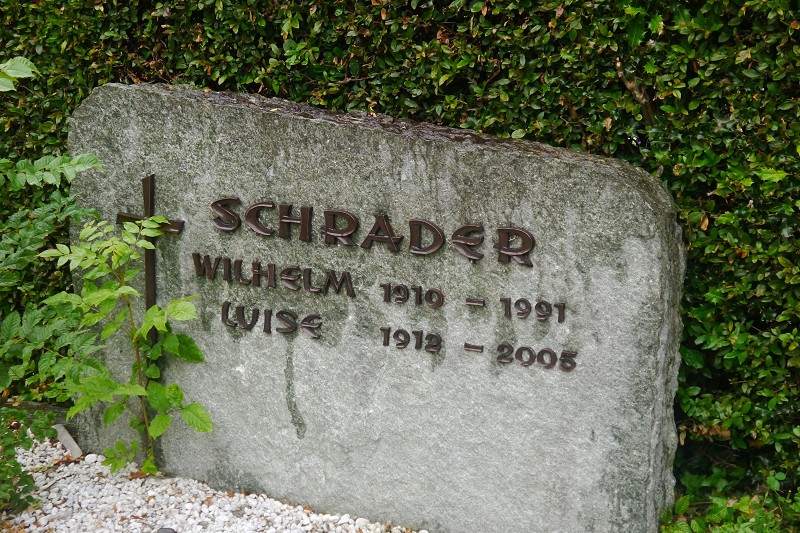 SCHRADER
WILHELM 1910 - 1991
LUISE 1912 - 2005